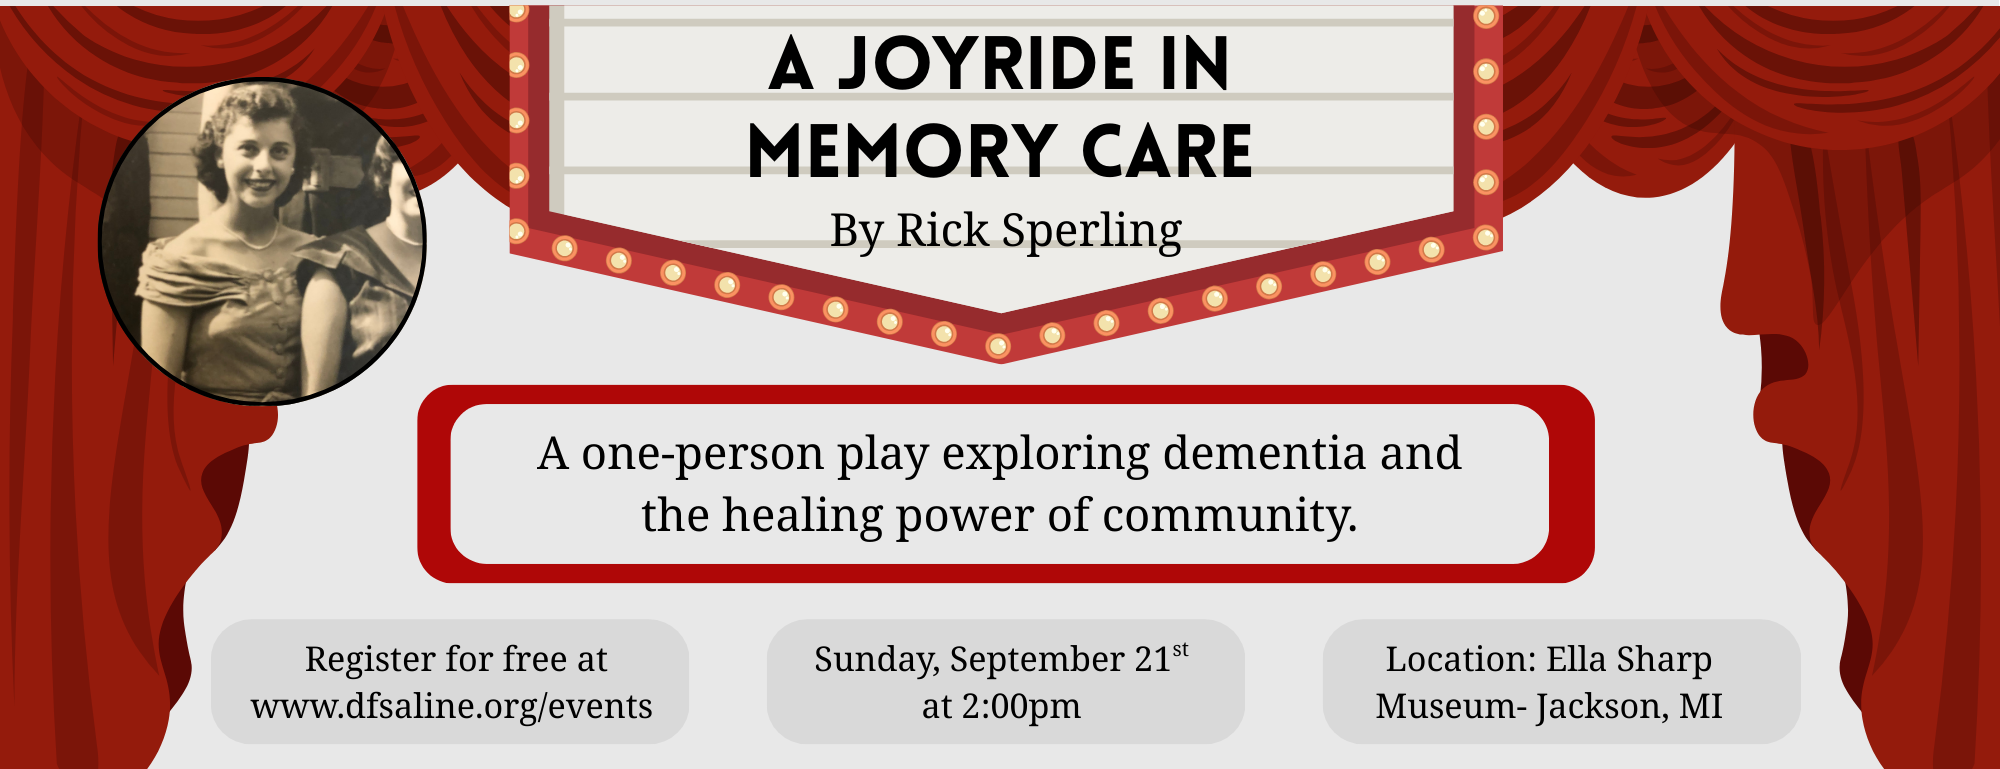 A JOYRIDE IN
MEMORY CARE
By Rick Sperling
A one-person play exploring dementia and
the healing power of community.
Register for free at
www.dfsaline.org/events
Sunday, September 21st
at 2:00pm
Location: Ella Sharp
Museum- Jackson, MI